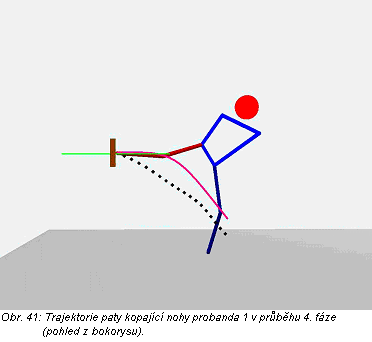 Obr. 41: Trajektorie paty kopající nohy probanda 1 v průběhu 4. fáze
(pohled z bokorysu).